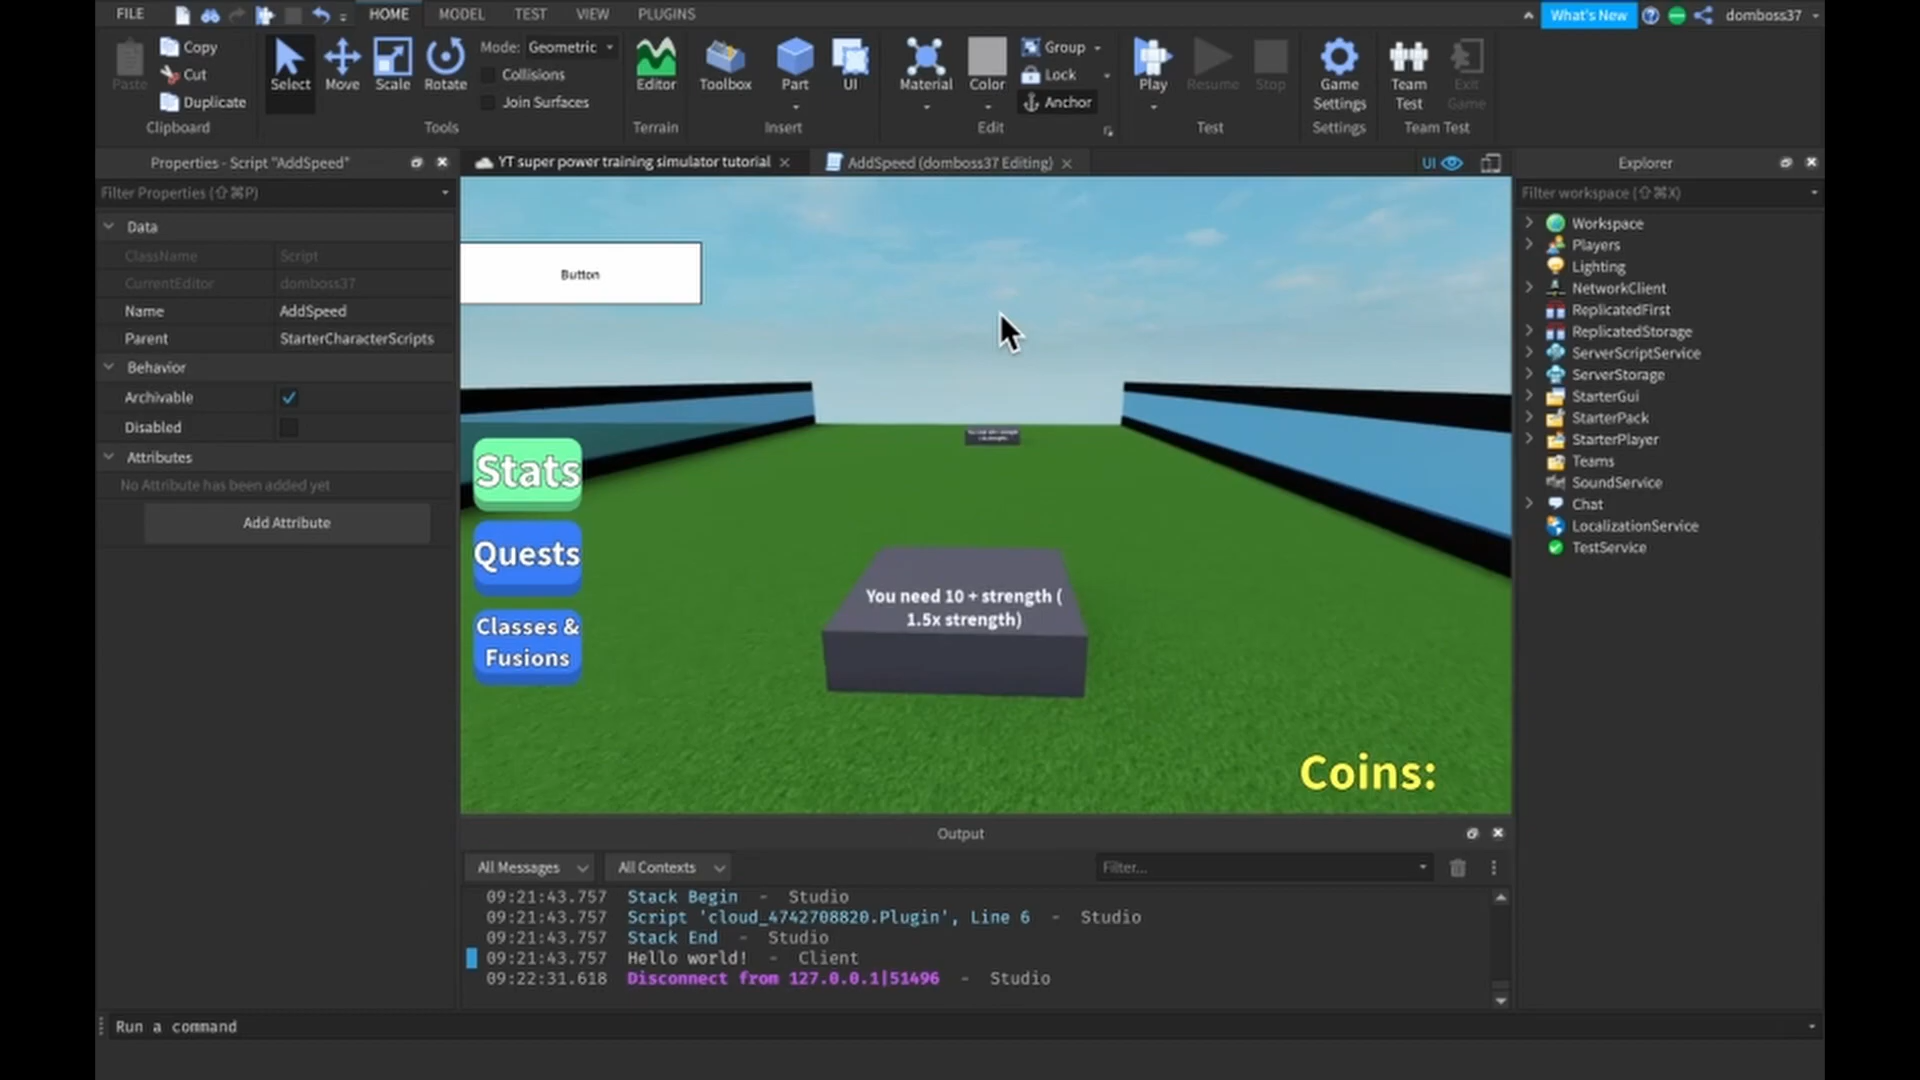 FILE
HOME
MODEL
TEST
VIEW
PLUGINS
What's New
domboss37
Paste
Copy
Cut
Duplicate
Clipboard
Select
Move
Scale
Rotate
Mode: Geometric
Collisions
Join Surfaces
Tools
Editor
Terrain
Toolbox
Part
UI
Insert
Material
Color
Group
Lock
Anchor
Edit
Play
Resume
Stop
Test
Game
Settings
Settings
Team
Test
Exit
Game
Team Test
Properties - Script "AddSpeed"
Filter Properties (⇧⌘P)
Data
ClassName Script
CurrentEditor domboss37
Name AddSpeed
Parent StarterCharacterScripts
Behavior
Archivable
Disabled
Attributes
No Attribute has been added yet
Add Attribute
YT super power training simulator tutorial
AddSpeed (domboss37 Editing)
UI
Button
Stats
Quests
Classes &
Fusions
You need 10 + strength (
1.5x strength)
Coins:
Output
All Messages
All Contexts
Filter...
09:21:43.757 Stack Begin - Studio
09:21:43.757 Script 'cloud_4742708820.Plugin', Line 6 - Studio
09:21:43.757 Stack End - Studio
09:21:43.757 Hello world! - Client
09:22:31.618 Disconnect from 127.0.0.1|51496 - Studio
Run a command
Explorer
Filter workspace (⇧⌘X)
Workspace
Players
Lighting
NetworkClient
ReplicatedFirst
ReplicatedStorage
ServerScriptService
ServerStorage
StarterGui
StarterPack
StarterPlayer
Teams
SoundService
Chat
LocalizationService
TestService